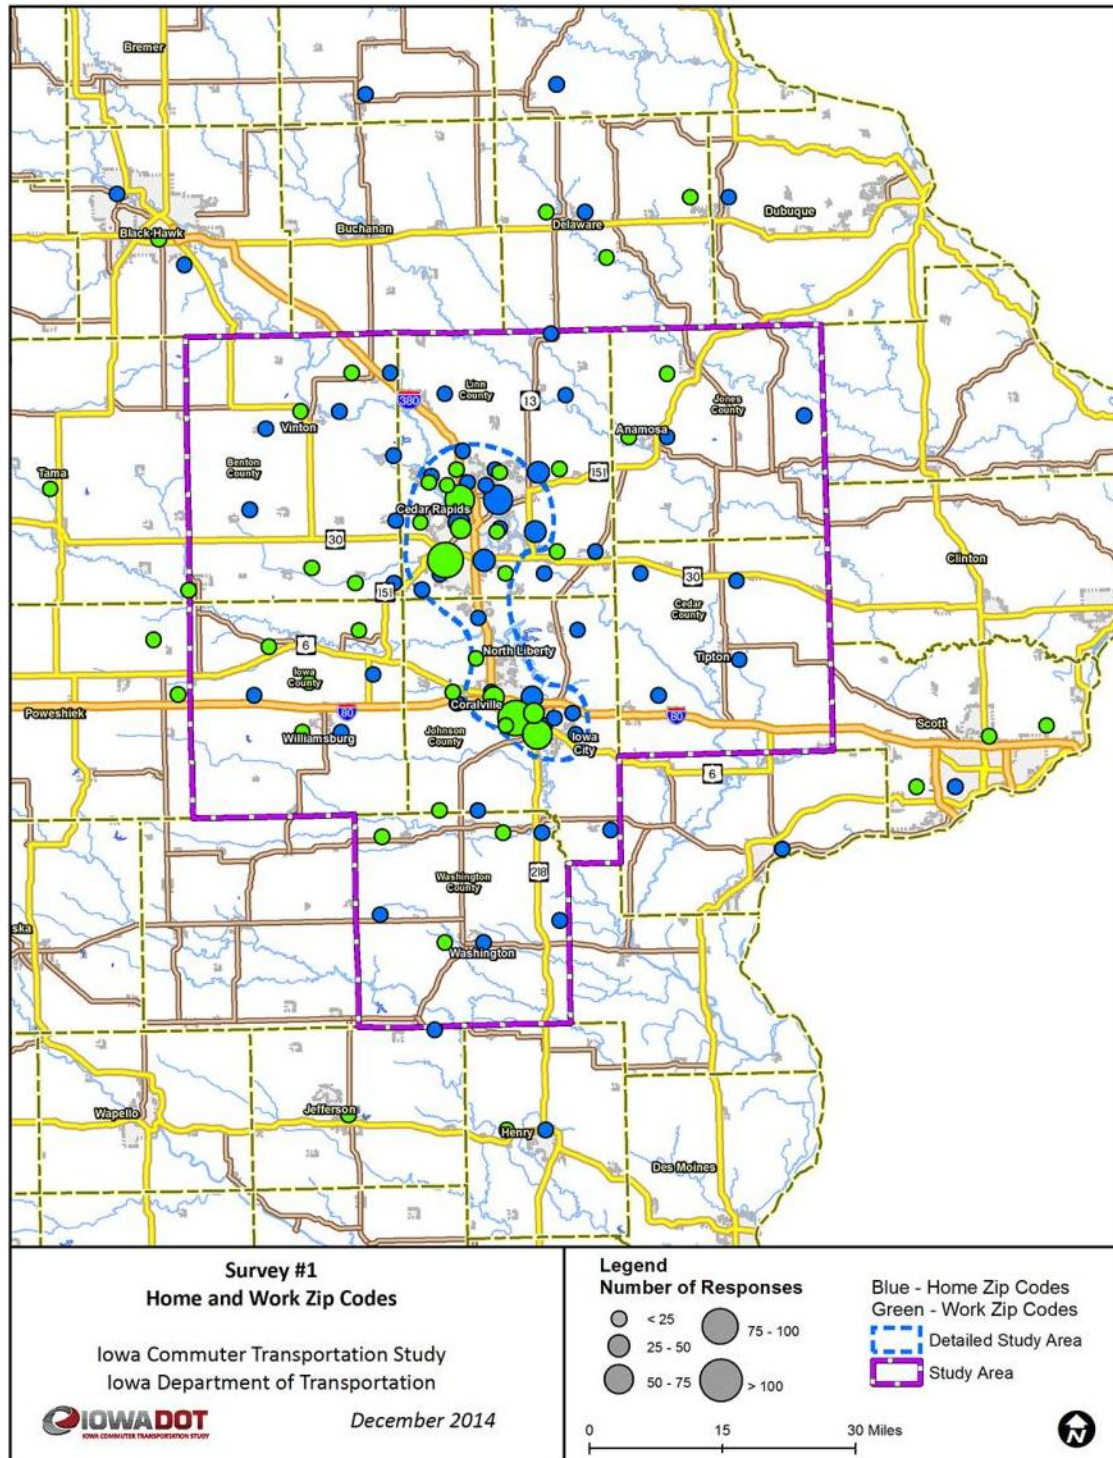 Bremer
Black Hawk
Buchanan
Delaware
Dubuque
Linn
County
380
13
Jones
County
Vinton
Anamosa
Benton
County
Tama
151
Cedar Rapids
30
Clinton
151
30
Cedar
County
6
North Liberty
Tipton
Iowa
County
Poweshiek
80
Coralville
80
Scott
Williamsburg
Johnson
County
Iowa
City
6
Washington
County
218
ska
Washington
Wapello
Jefferson
Henry
Des Moines
Survey #1
Home and Work Zip Codes
Iowa Commuter Transportation Study
Iowa Department of Transportation
IOWADOT
IOWA COMMUTER TRANSPORTATION STUDY
December 2014
Legend
Number of Responses
< 25
25 - 50
50 - 75
75 - 100
> 100
Blue - Home Zip Codes
Green - Work Zip Codes
Detailed Study Area
Study Area
0 15 30 Miles
N